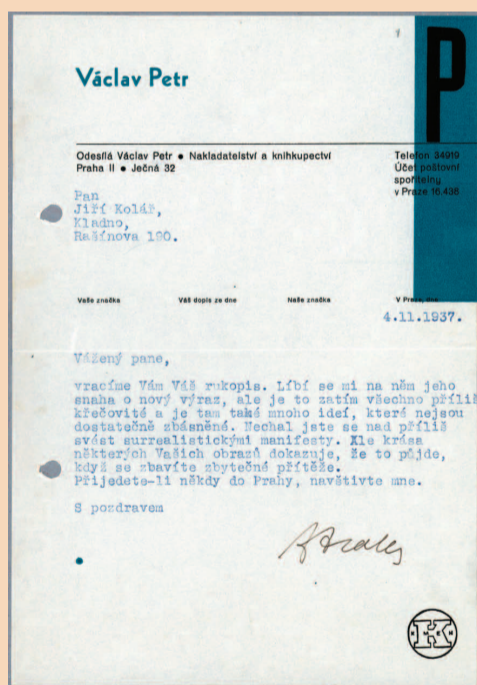 P
Václav Petr
Odesílá Václav Petr • Nakladatelství a knihkupectví
Praha II • Ječná 32
Telefon 34919
Účet poštovní
spořitelny
v Praze 16.436
Pan
Jiří Kolář,
Kladno,
Rašínova 190.
Vaše značka Váš dopis ze dne Naše značka V Praze, dne
4.11.1937.
Vážený pane,
vracíme Vám Váš rukopis. Líbí se mi na něm jeho
snaha o nový výraz, ale je to zatím všechno příliš
křečovité a je tam také mnoho ideí, které nejsou
dostatečně zbásněné. Nechal jste se nad příliš
svést surrealistickými manifesty. Ale krása
některých Vašich obrazů dokazuje, že to půjde,
když se zbavíte zbytečné přítěže.
Přijedete-li někdy do Prahy, navštivte mne.
S pozdravem